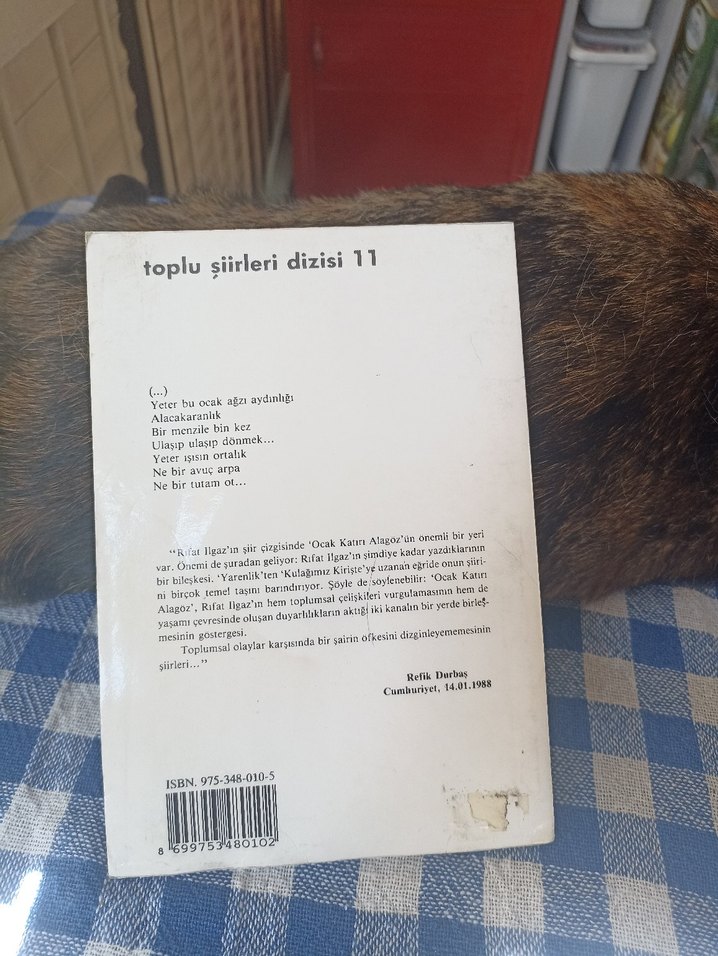 toplu şiirleri dizisi 11
(...)
Yeter bu ocak ağzı aydınlığı
Alacakaranlık
Bir menzile bin kez
Ulaşıp ulaşıp dönmek...
Yeter ışısın ortalık
Ne bir avuç arpa
Ne bir tutam ot...
“Rıfat Ilgaz'ın şiir çizgisinde ‘Ocak Katırı Alagöz'ün önemli bir yeri
var. Önemi de şuradan geliyor: Rıfat Ilgaz'ın şimdiye kadar yazdıklarının
bir bileşkesi. ‘Yarenlik'ten ‘Kulağımız Kirişte'ye uzanan eğride onun şiiri-
ni birçok temel taşını barındırıyor. Şöyle de söylenebilir: ‘Ocak Katırı
Alagöz’, Rıfat Ilgaz'ın hem toplumsal çelişkileri vurgulamasının hem de
yaşamı çevresinde oluşan duyarlılıkların aktığı iki kanalın bir yerde birleş-
mesinin göstergesi.
Toplumsal olaylar karşısında bir şairin öfkesini dizginleyememesinin
şiirleri...”
Refik Durbaş
Cumhuriyet, 14.01.1988
ISBN. 975-348-010-5
8 699753480102